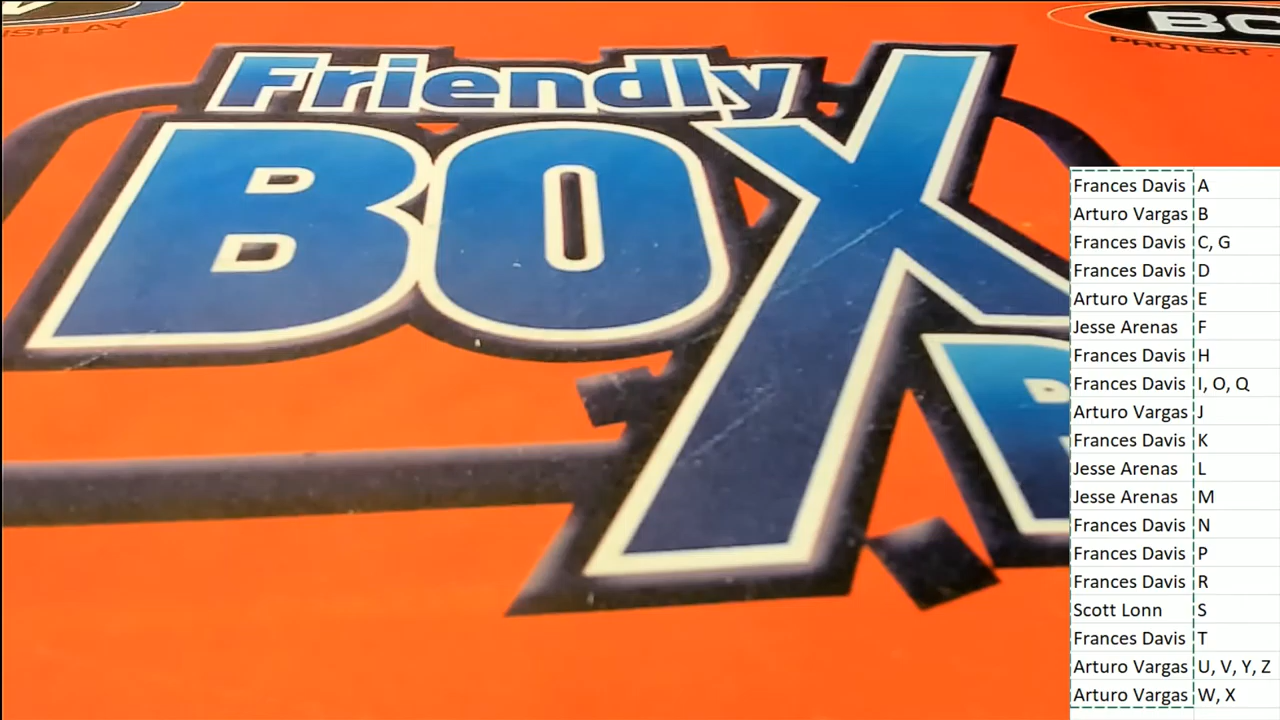 DISPLAY
PROTECT
Friendly
BOX
Frances Davis A
Arturo Vargas B
Frances Davis C, G
Frances Davis D
Arturo Vargas E
Jesse Arenas F
Frances Davis H
Frances Davis I, O, Q
Arturo Vargas J
Frances Davis K
Jesse Arenas L
Jesse Arenas M
Frances Davis N
Frances Davis P
Frances Davis R
Scott Lonn S
Frances Davis T
Arturo Vargas U, V, Y, Z
Arturo Vargas W, X